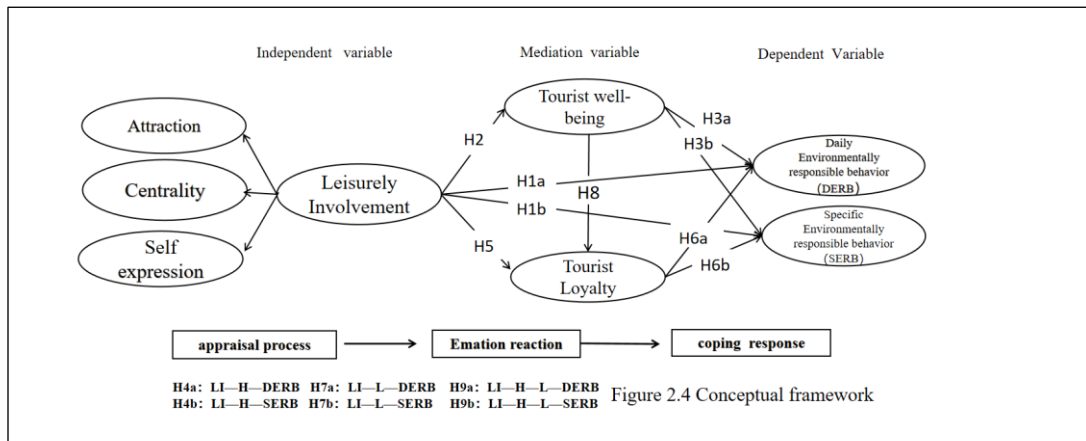 Independent variable
Mediation variable
Dependent Variable
Attraction
Centrality
Self
expression
Leisurely
Involvement
Tourist well-
being
Tourist
Loyalty
H2
H5
H1a
H1b
H8
H3a
H3b
H6a
H6b
Daily
Environmentally
responsible behavior
(DERB)
Specific
Environmentally
responsible behavior
(SERB)
appraisal process
Emation reaction
coping response
H4a: LI—H—DERB H7a: LI—L—DERB H9a: LI—H—L—DERB
H4b: LI—H—SERB H7b: LI—L—SERB H9b: LI—H—L—SERB
Figure 2.4 Conceptual framework